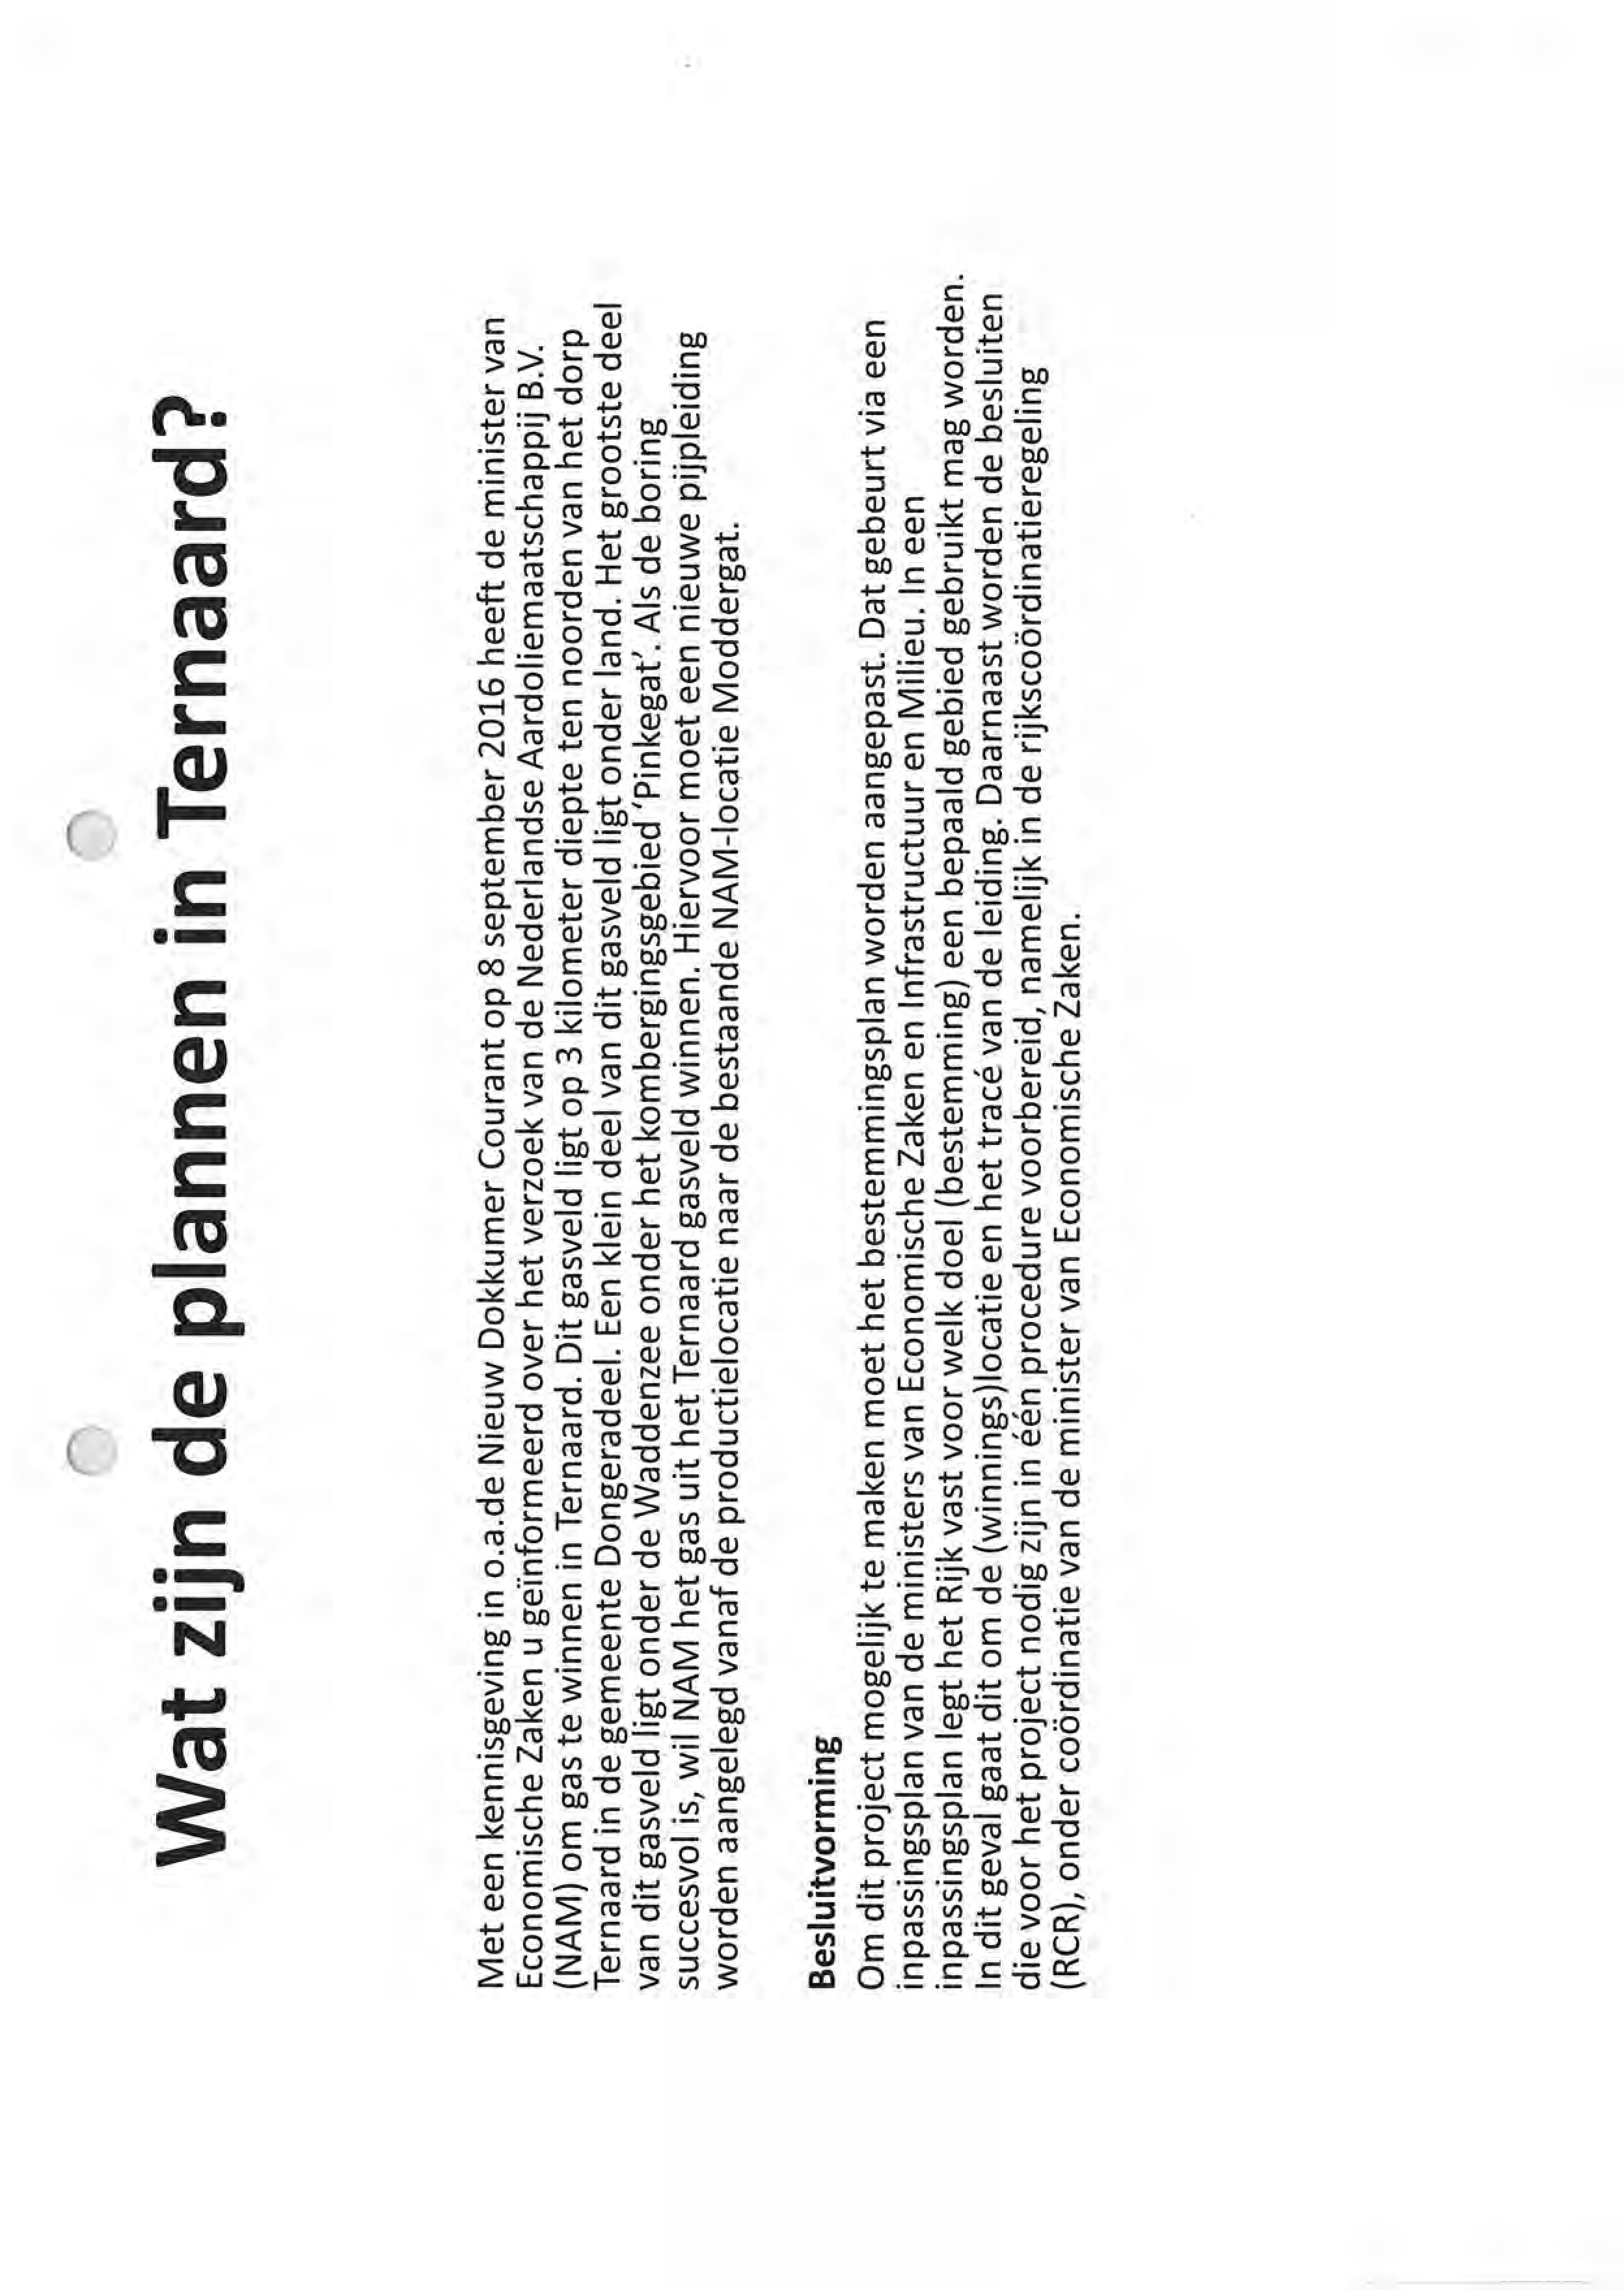 Wat zijn de plannen in Ternaard?
Met een kennisgeving in o.a.de Nieuw Dokkumer Courant op 8 september 2016 heeft de minister van
Economische Zaken u geïnformeerd over het verzoek van de Nederlandse Aardoliemaatschappij B.V.
(NAM) om gas te winnen in Ternaard. Dit gasveld ligt op 3 kilometer diepte ten noorden van het dorp
Ternaard in de gemeente Dongeradeel. Een klein deel van dit gasveld ligt onder land. Het grootste deel
van dit gasveld ligt onder de Waddenzee onder het kombergingsgebied ‘Pinkegat’. Als de boring
succesvol is, wil NAM het gas uit het Ternaard gasveld winnen. Hiervoor moet een nieuwe pijpleiding
worden aangelegd vanaf de productielocatie naar de bestaande NAM-locatie Moddergat.
Besluitvorming
Om dit project mogelijk te maken moet het bestemmingsplan worden aangepast. Dat gebeurt via een
inpassingsplan van de ministers van Economische Zaken en Infrastructuur en Milieu. In een
inpassingsplan legt het Rijk vast voor welk doel (bestemming) een bepaald gebied gebruikt mag worden.
In dit geval gaat dit om de (winnings)locatie en het tracé van de leiding. Daarnaast worden de besluiten
die voor het project nodig zijn in één procedure voorbereid, namelijk in de rijkscoördinatieregeling
(RCR), onder coördinatie van de minister van Economische Zaken.